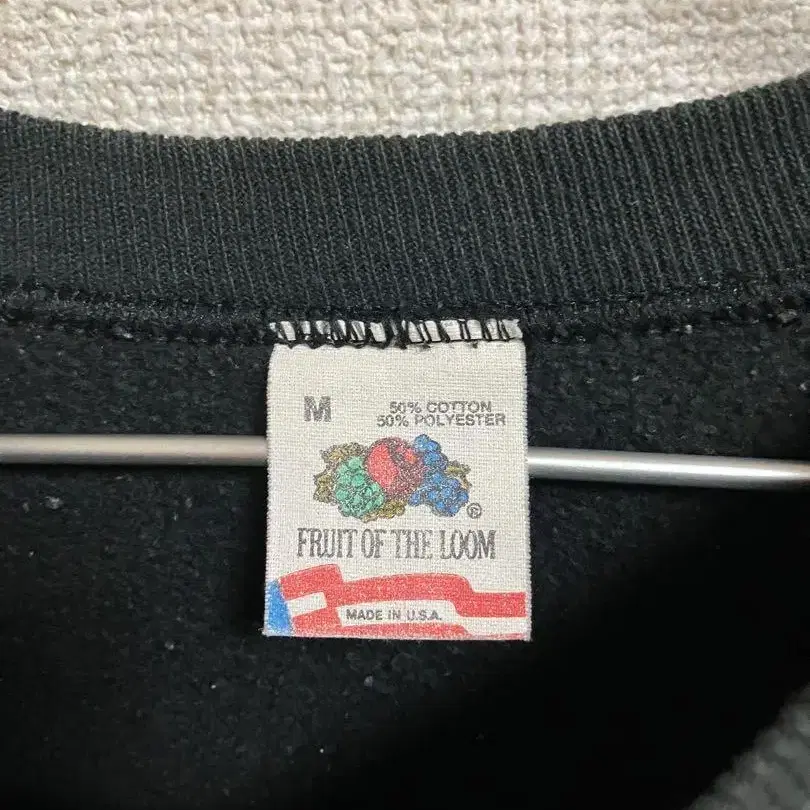 M
50% COTTON
50% POLYESTER
®
FRUIT OF THE LOOM
MADE IN U.S.A.